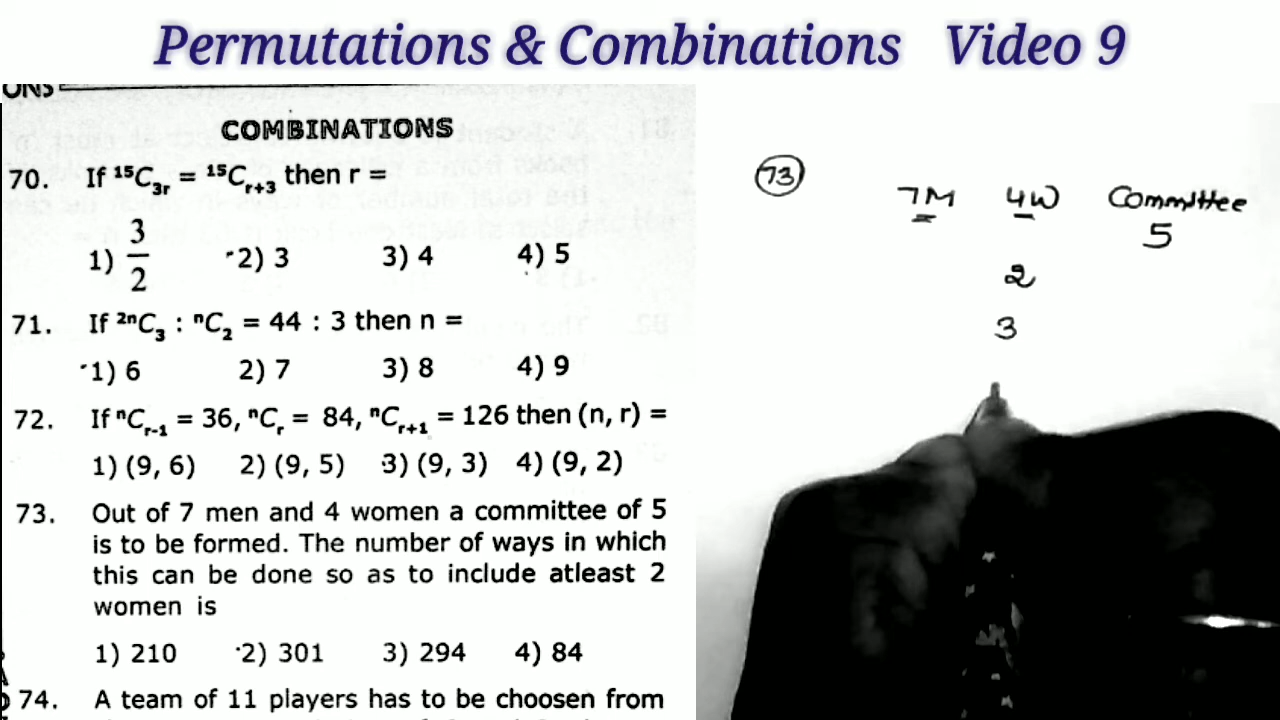 Permutations & Combinations Video 9
COMBINATIONS
70. If ¹⁵C₃ᵣ = ¹⁵Cᵣ₊₃ then r =
1) 3/2 2) 3 3) 4 4) 5
71. If ²ⁿC₃ : ⁿC₂ = 44 : 3 then n =
1) 6 2) 7 3) 8 4) 9
72. If ⁿCᵣ₋₁ = 36, ⁿCᵣ = 84, ⁿCᵣ₊₁ = 126 then (n, r) =
1) (9, 6) 2) (9, 5) 3) (9, 3) 4) (9, 2)
73. Out of 7 men and 4 women a committee of 5
is to be formed. The number of ways in which
this can be done so as to include atleast 2
women is
1) 210 2) 301 3) 294 4) 84
74. A team of 11 players has to be choosen from
73
7M 4W Committee
5
2
3